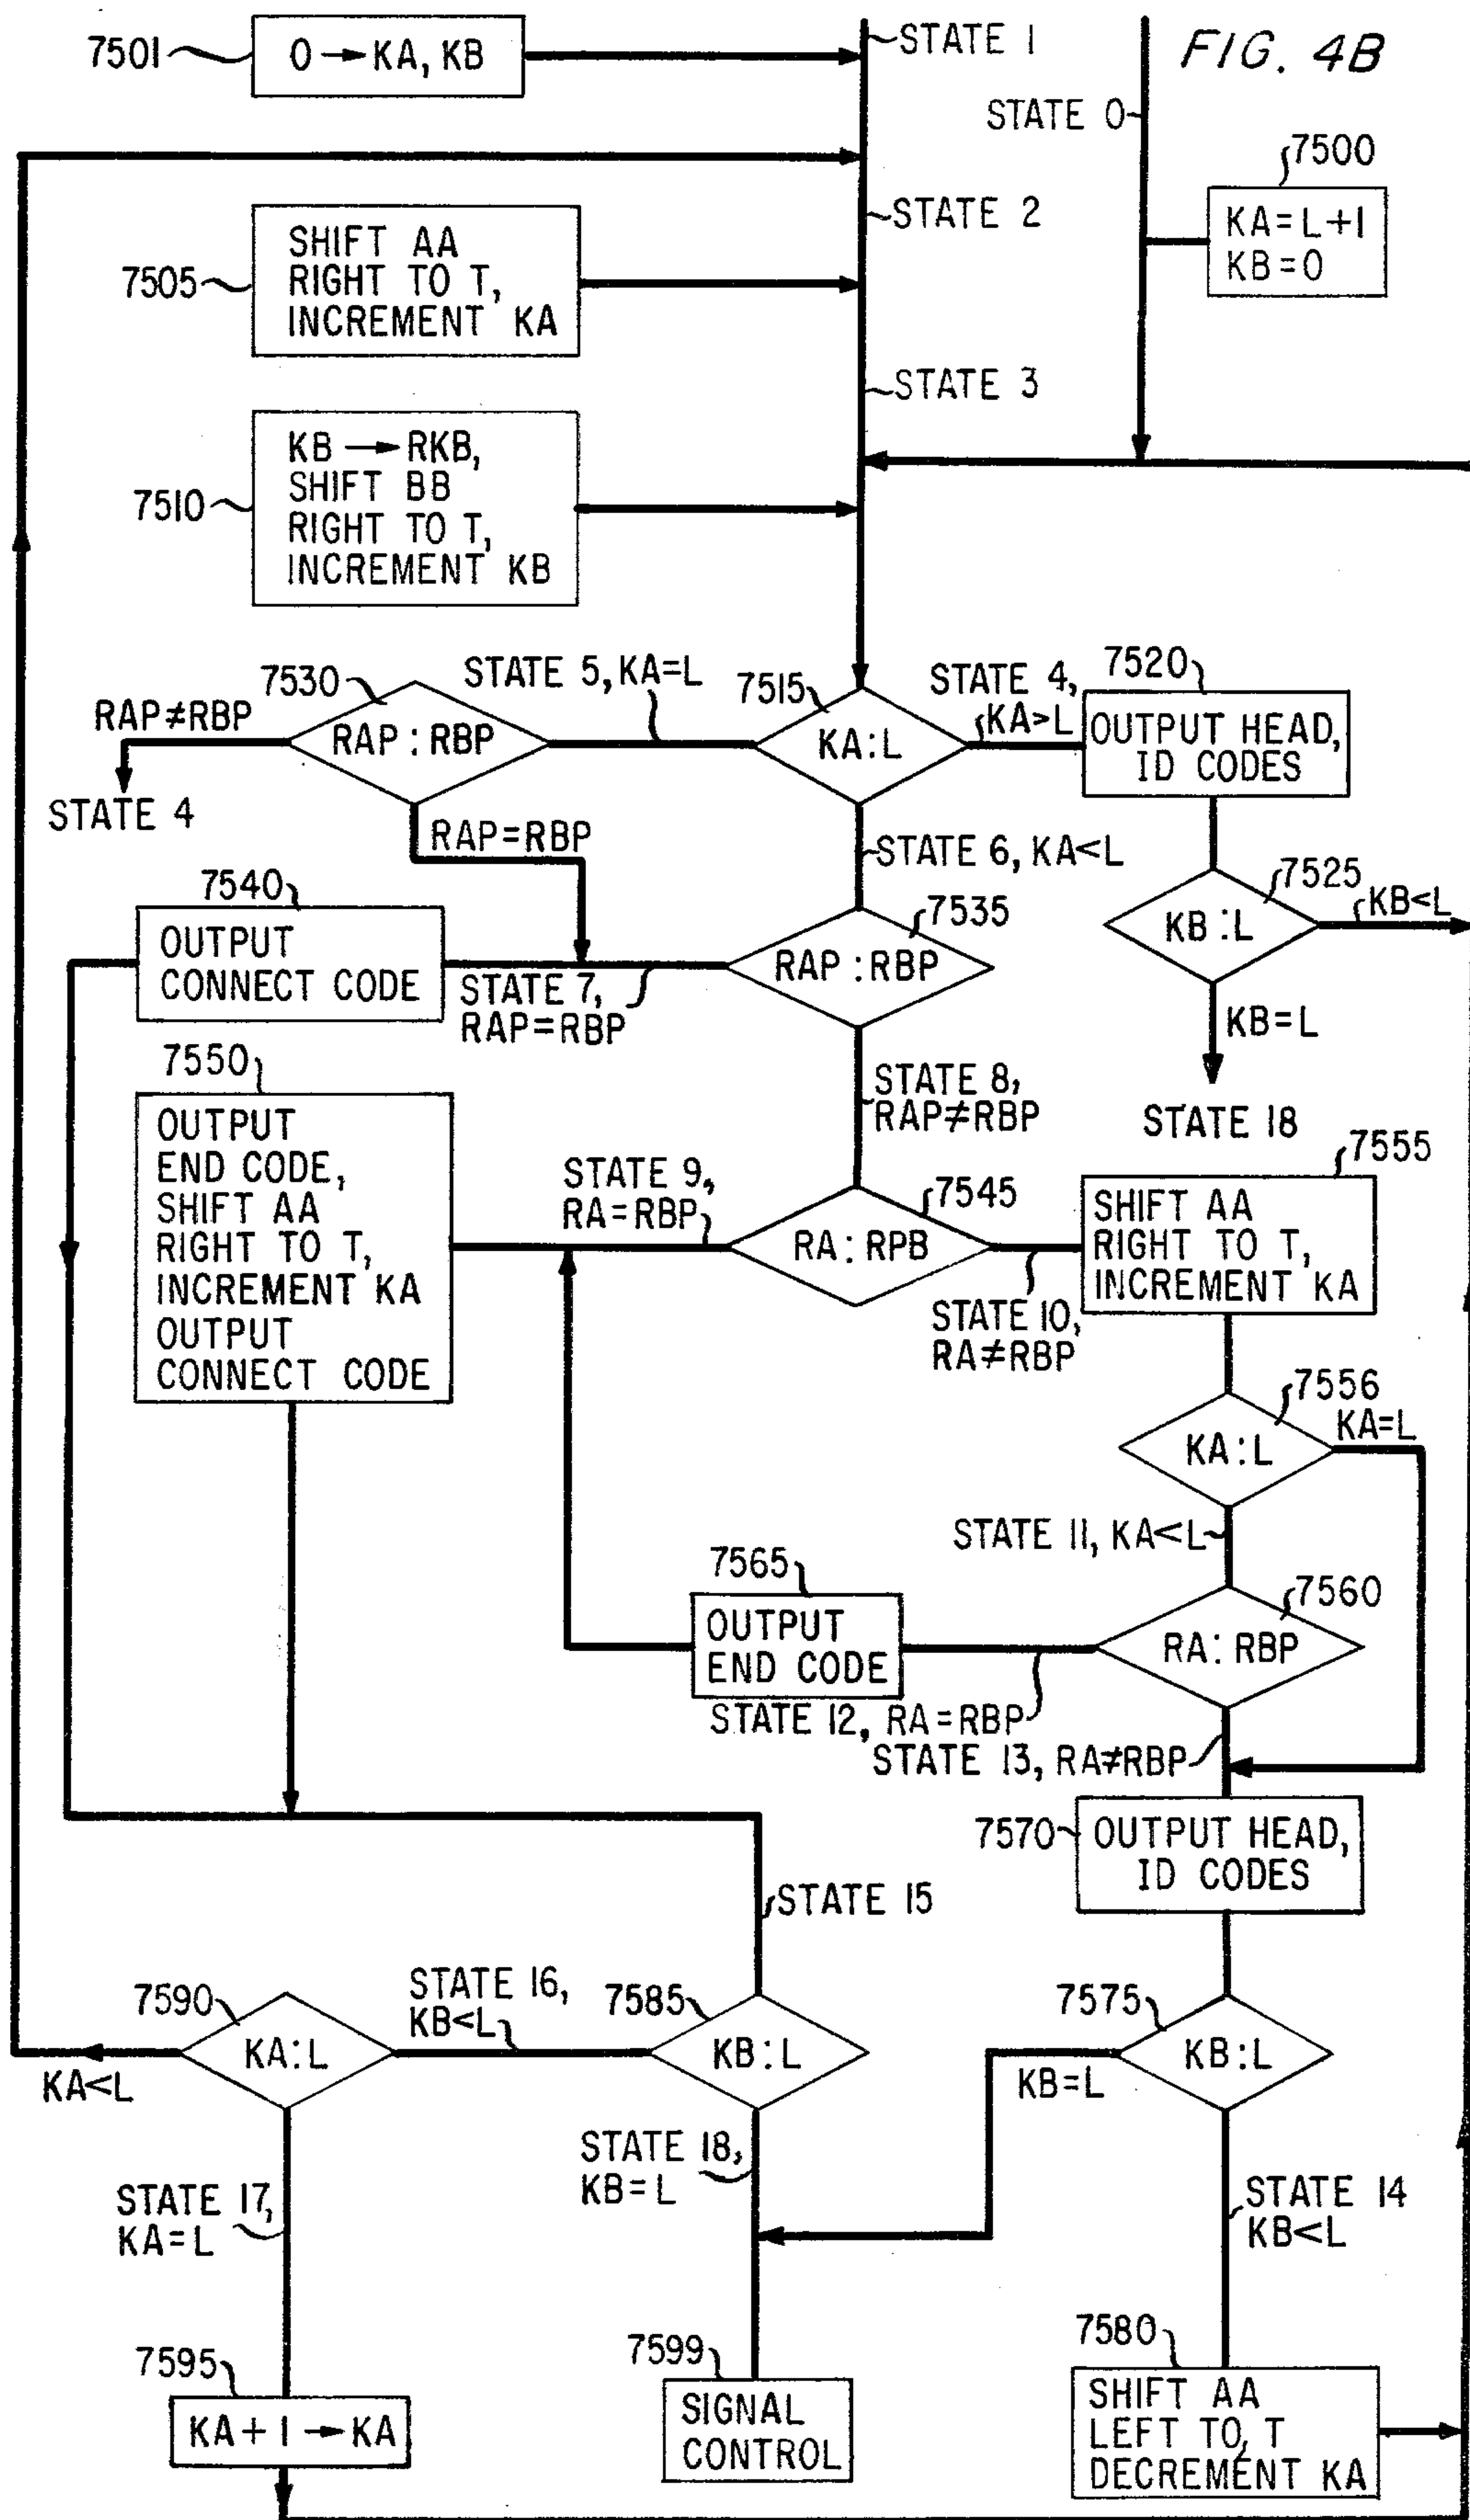 FIG. 4B
7501
0 → KA, KB
STATE 1
STATE 0
7500
KA = L+1
KB = 0
STATE 2
7505
SHIFT AA
RIGHT TO T,
INCREMENT KA
STATE 3
7510
KB → RKB,
SHIFT BB
RIGHT TO T,
INCREMENT KB
7530
RAP : RBP
RAP≠RBP
STATE 4
RAP=RBP
STATE 5, KA=L
7515
KA:L
STATE 4,
KA>L
7520
OUTPUT HEAD,
ID CODES
STATE 6, KA<L
7525
KB:L
KB<L
KB=L
STATE 18
7540
OUTPUT
CONNECT CODE
STATE 7,
RAP=RBP
7535
RAP:RBP
STATE 8,
RAP≠RBP
7550
OUTPUT
END CODE,
SHIFT AA
RIGHT TO T,
INCREMENT KA
OUTPUT
CONNECT CODE
STATE 9,
RA=RBP
7545
RA:RPB
STATE 10,
RA≠RBP
7555
SHIFT AA
RIGHT TO T,
INCREMENT KA
7556
KA:L
KA=L
STATE 11, KA<L
7565
OUTPUT
END CODE
7560
RA:RBP
STATE 12, RA=RBP
STATE 13, RA≠RBP
7570
OUTPUT HEAD,
ID CODES
STATE 15
7590
KA:L
KA<L
STATE 16,
KB<L
7585
KB:L
7575
KB:L
KB=L
STATE 17,
KA=L
STATE 18,
KB=L
STATE 14
KB<L
7595
KA+1 → KA
7599
SIGNAL
CONTROL
7580
SHIFT AA
LEFT TO, T
DECREMENT KA